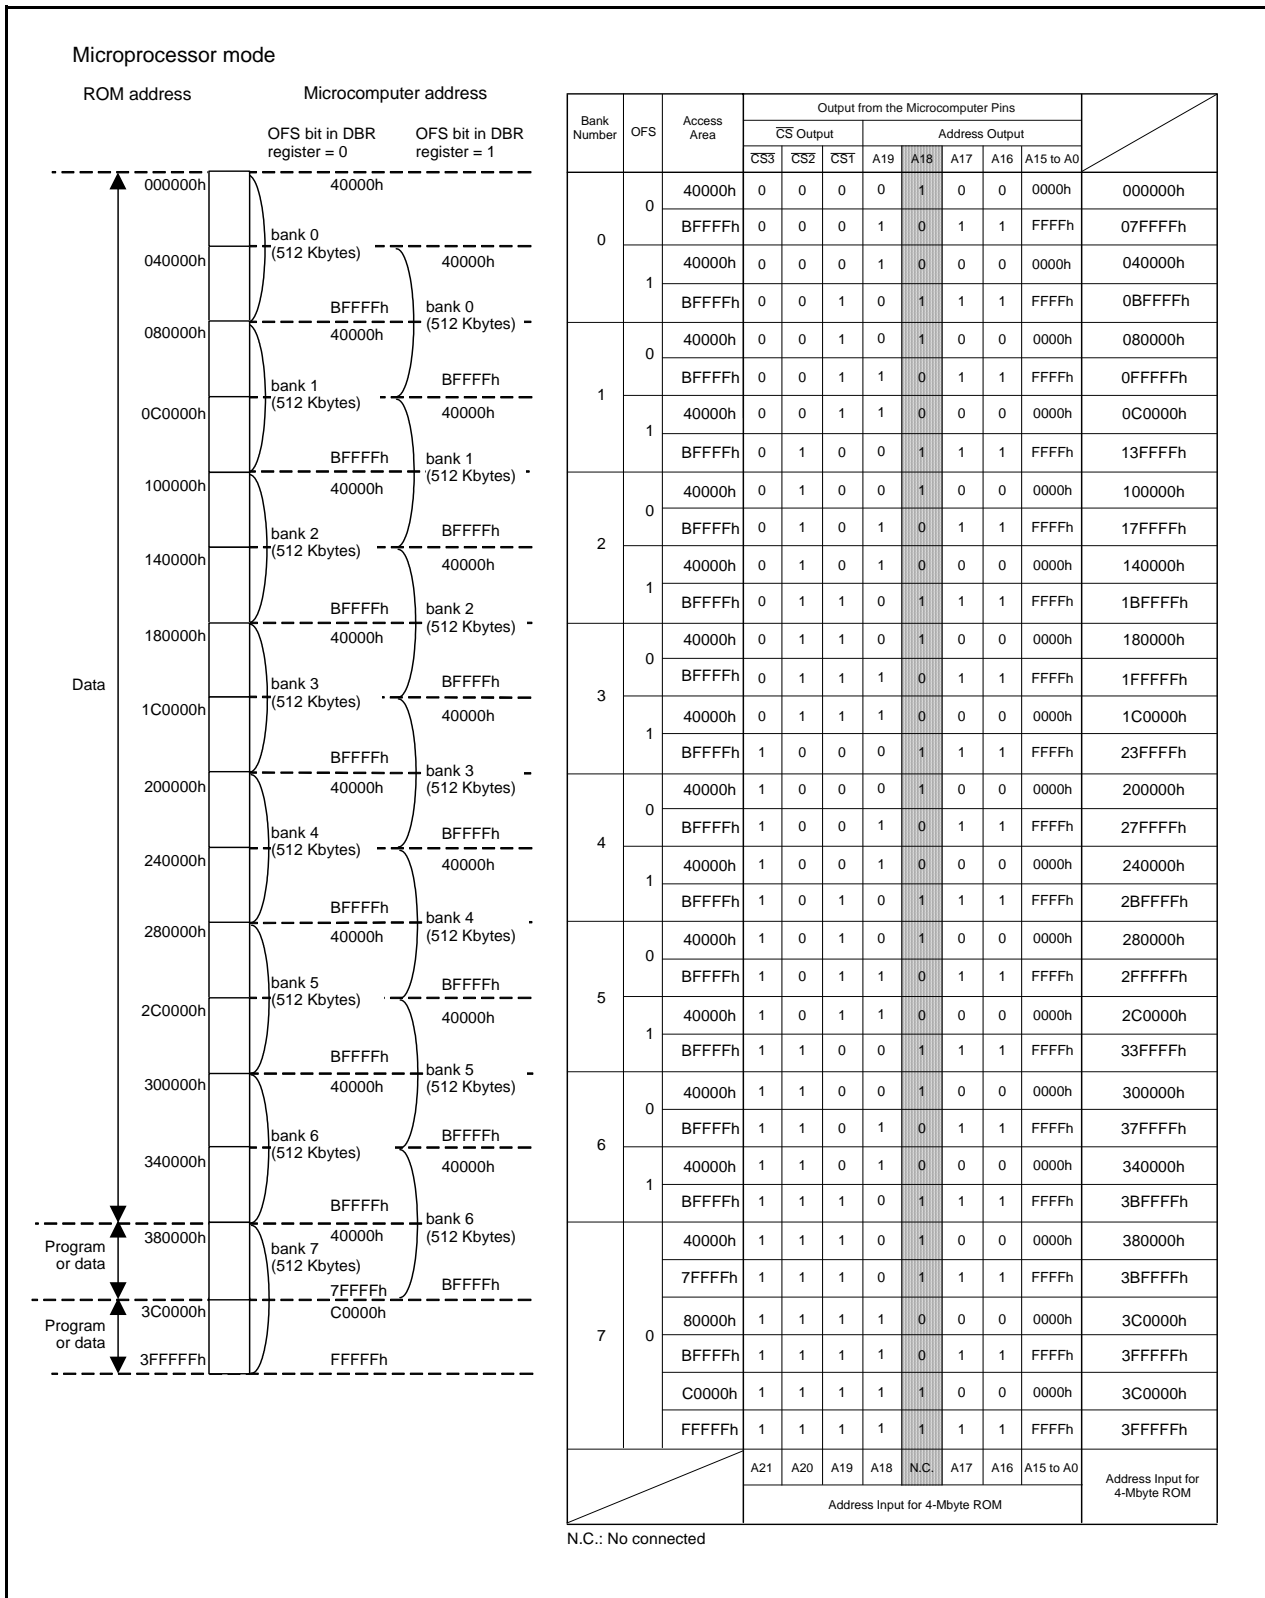 Microprocessor mode
ROM address
Microcomputer address
OFS bit in DBR register = 0
OFS bit in DBR register = 1
000000h 40000h
bank 0
(512 Kbytes)
040000h 40000h
BFFFFh bank 0
(512 Kbytes)
080000h 40000h
bank 1
(512 Kbytes)
BFFFFh
0C0000h 40000h
BFFFFh bank 1
(512 Kbytes)
100000h 40000h
bank 2
(512 Kbytes)
BFFFFh
140000h 40000h
BFFFFh bank 2
(512 Kbytes)
180000h 40000h
Data
bank 3
(512 Kbytes)
BFFFFh
1C0000h 40000h
BFFFFh bank 3
(512 Kbytes)
200000h 40000h
bank 4
(512 Kbytes)
BFFFFh
240000h 40000h
BFFFFh bank 4
(512 Kbytes)
280000h 40000h
bank 5
(512 Kbytes)
BFFFFh
2C0000h 40000h
BFFFFh bank 5
(512 Kbytes)
300000h 40000h
bank 6
(512 Kbytes)
BFFFFh
340000h 40000h
BFFFFh bank 6
(512 Kbytes)
380000h 40000h
Program or data
bank 7
(512 Kbytes)
7FFFFh BFFFFh
3C0000h C0000h
Program or data
3FFFFFh FFFFFh
Bank Number OFS Access Area Output from the Microcomputer Pins
CS Output Address Output
CS3 CS2 CS1 A19 A18 A17 A16 A15 to A0
0 0 40000h 0 0 0 0 1 0 0 0000h 000000h
BFFFFh 0 0 0 1 0 1 1 FFFFh 07FFFFh
1 40000h 0 0 0 1 0 0 0 0000h 040000h
BFFFFh 0 0 1 0 1 1 1 FFFFh 0BFFFFh
1 0 40000h 0 0 1 0 1 0 0 0000h 080000h
BFFFFh 0 0 1 1 0 1 1 FFFFh 0FFFFFh
1 40000h 0 0 1 1 0 0 0 0000h 0C0000h
BFFFFh 0 1 0 0 1 1 1 FFFFh 13FFFFh
2 0 40000h 0 1 0 0 1 0 0 0000h 100000h
BFFFFh 0 1 0 1 0 1 1 FFFFh 17FFFFh
1 40000h 0 1 0 1 0 0 0 0000h 140000h
BFFFFh 0 1 1 0 1 1 1 FFFFh 1BFFFFh
3 0 40000h 0 1 1 0 1 0 0 0000h 180000h
BFFFFh 0 1 1 1 0 1 1 FFFFh 1FFFFFh
1 40000h 0 1 1 1 0 0 0 0000h 1C0000h
BFFFFh 1 0 0 0 1 1 1 FFFFh 23FFFFh
4 0 40000h 1 0 0 0 1 0 0 0000h 200000h
BFFFFh 1 0 0 1 0 1 1 FFFFh 27FFFFh
1 40000h 1 0 0 1 0 0 0 0000h 240000h
BFFFFh 1 0 1 0 1 1 1 FFFFh 2BFFFFh
5 0 40000h 1 0 1 0 1 0 0 0000h 280000h
BFFFFh 1 0 1 1 0 1 1 FFFFh 2FFFFFh
1 40000h 1 0 1 1 0 0 0 0000h 2C0000h
BFFFFh 1 1 0 0 1 1 1 FFFFh 33FFFFh
6 0 40000h 1 1 0 0 1 0 0 0000h 300000h
BFFFFh 1 1 0 1 0 1 1 FFFFh 37FFFFh
1 40000h 1 1 0 1 0 0 0 0000h 340000h
BFFFFh 1 1 1 0 1 1 1 FFFFh 3BFFFFh
7 0 40000h 1 1 1 0 1 0 0 0000h 380000h
7FFFFh 1 1 1 0 1 1 1 FFFFh 3BFFFFh
80000h 1 1 1 1 0 0 0 0000h 3C0000h
BFFFFh 1 1 1 1 0 1 1 FFFFh 3FFFFFh
C0000h 1 1 1 1 1 0 0 0000h 3C0000h
FFFFFh 1 1 1 1 1 1 1 FFFFh 3FFFFFh
A21 A20 A19 A18 N.C. A17 A16 A15 to A0 Address Input for 4-Mbyte ROM
Address Input for 4-Mbyte ROM
N.C.: No connected